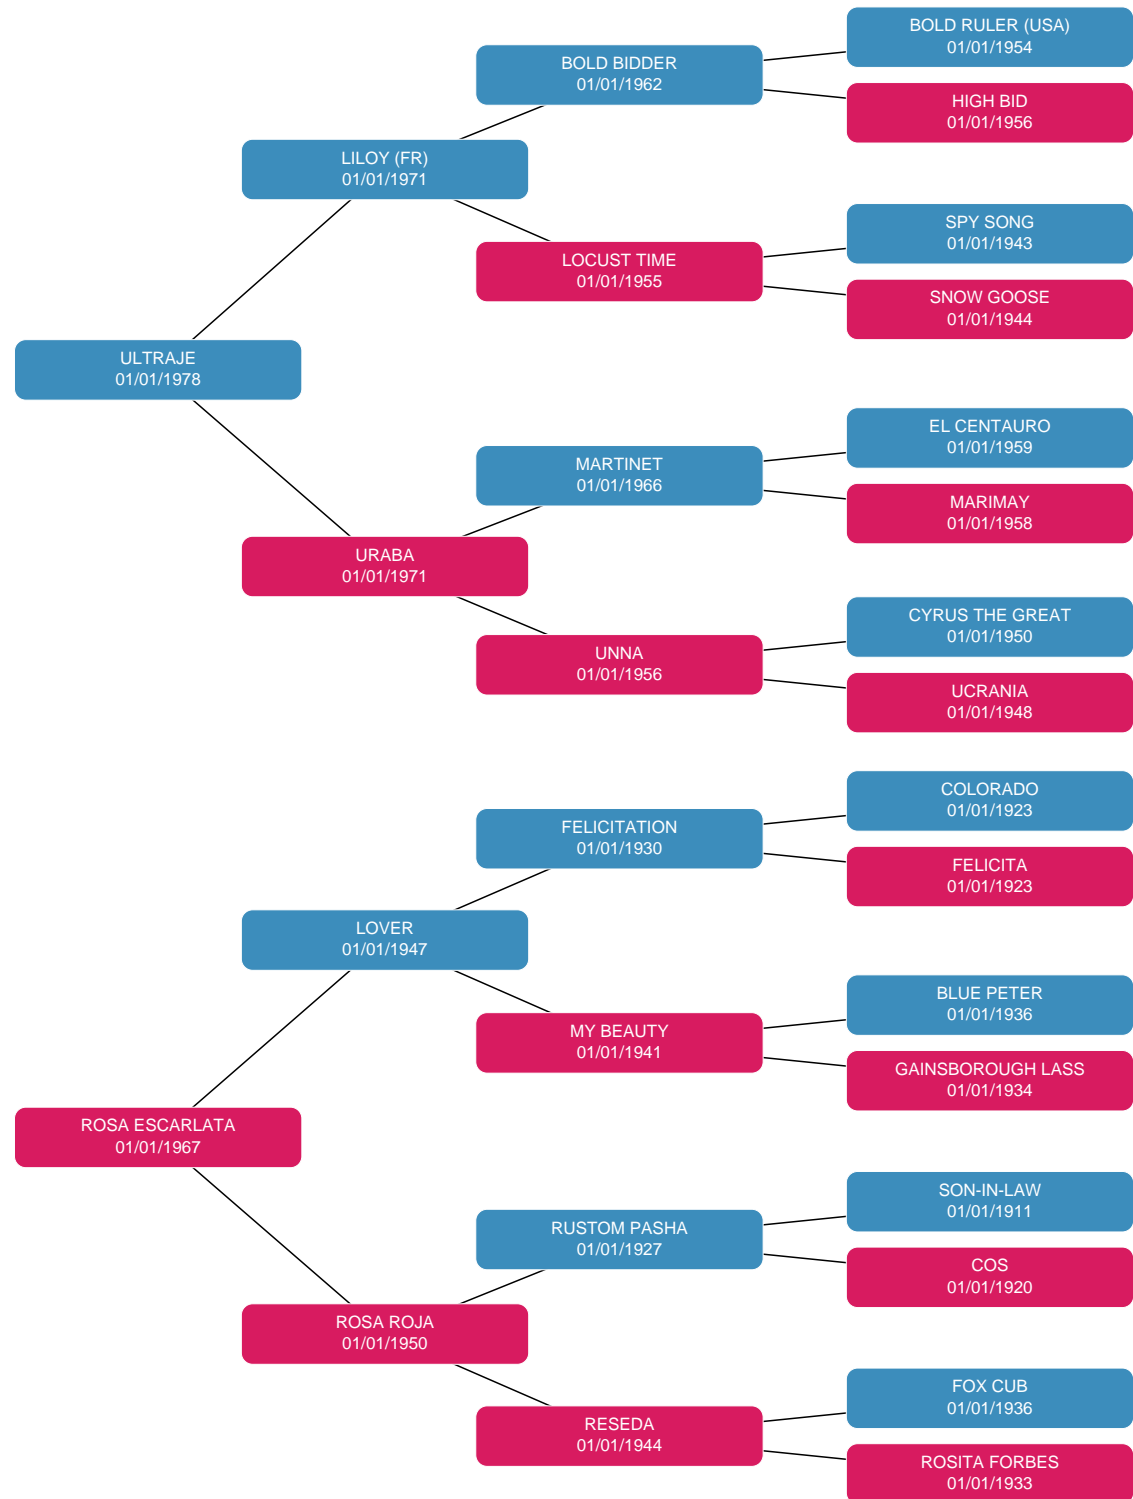 BOLD RULER (USA)
01/01/1954
BOLD BIDDER
01/01/1962
HIGH BID
01/01/1956
LILOY (FR)
01/01/1971
SPY SONG
01/01/1943
LOCUST TIME
01/01/1955
SNOW GOOSE
01/01/1944
ULTRAJE
01/01/1978
EL CENTAURO
01/01/1959
MARTINET
01/01/1966
MARIMAY
01/01/1958
URABA
01/01/1971
CYRUS THE GREAT
01/01/1950
UNNA
01/01/1956
UCRANIA
01/01/1948
COLORADO
01/01/1923
FELICITATION
01/01/1930
FELICITA
01/01/1923
LOVER
01/01/1947
BLUE PETER
01/01/1936
MY BEAUTY
01/01/1941
GAINSBOROUGH LASS
01/01/1934
ROSA ESCARLATA
01/01/1967
SON-IN-LAW
01/01/1911
RUSTOM PASHA
01/01/1927
COS
01/01/1920
ROSA ROJA
01/01/1950
FOX CUB
01/01/1936
RESEDA
01/01/1944
ROSITA FORBES
01/01/1933